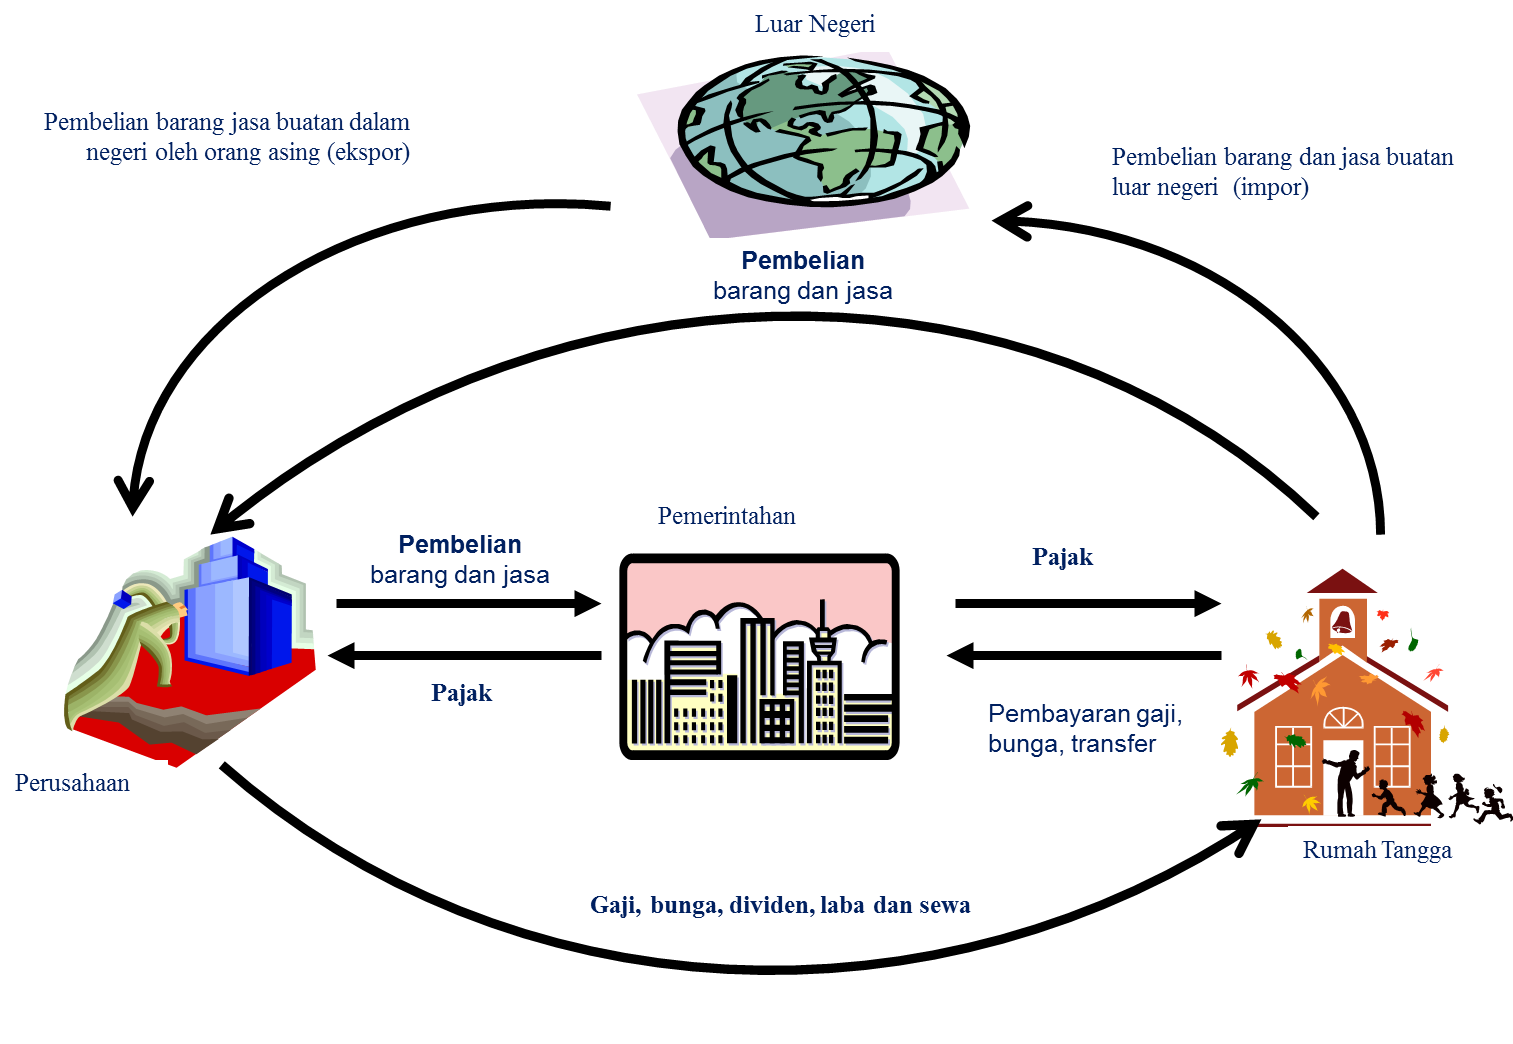 Luar Negeri
Pembelian barang jasa buatan dalam
negeri oleh orang asing (ekspor)
Pembelian barang dan jasa buatan
luar negeri (impor)
Pembelian
barang dan jasa
Pemerintahan
Pembelian
barang dan jasa
Pajak
Pajak
Pembayaran gaji,
bunga, transfer
Perusahaan
Rumah Tangga
Gaji, bunga, dividen, laba dan sewa